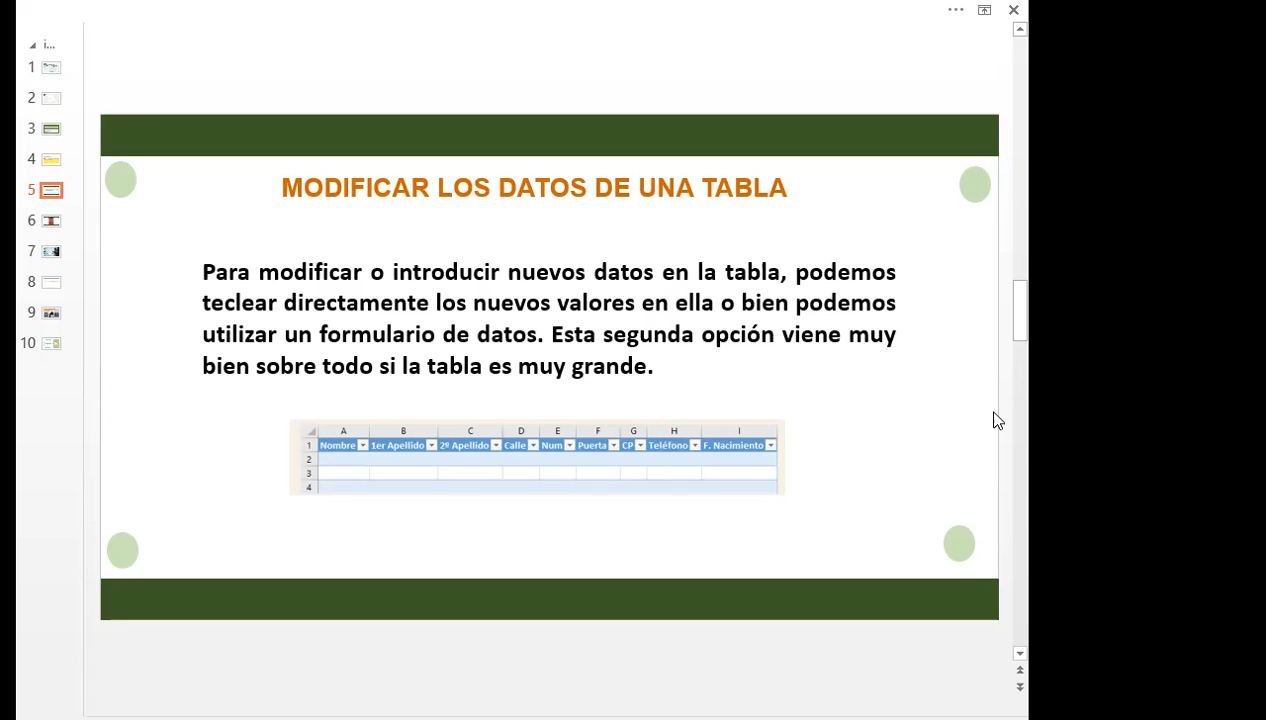 i...
1
2
3
4
5
6
7
8
9
10
MODIFICAR LOS DATOS DE UNA TABLA
Para modificar o introducir nuevos datos en la tabla, podemos
teclear directamente los nuevos valores en ella o bien podemos
utilizar un formulario de datos. Esta segunda opción viene muy
bien sobre todo si la tabla es muy grande.
A B C D E F G H I
1 Nombre 1er Apellido 2º Apellido Calle Num Puerta CP Teléfono F. Nacimiento
2
3
4